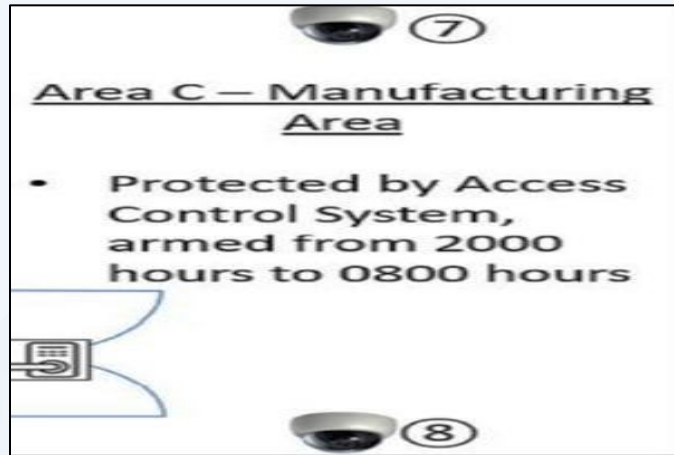 7
Area C – Manufacturing
Area
• Protected by Access
Control System,
armed from 2000
hours to 0800 hours
8